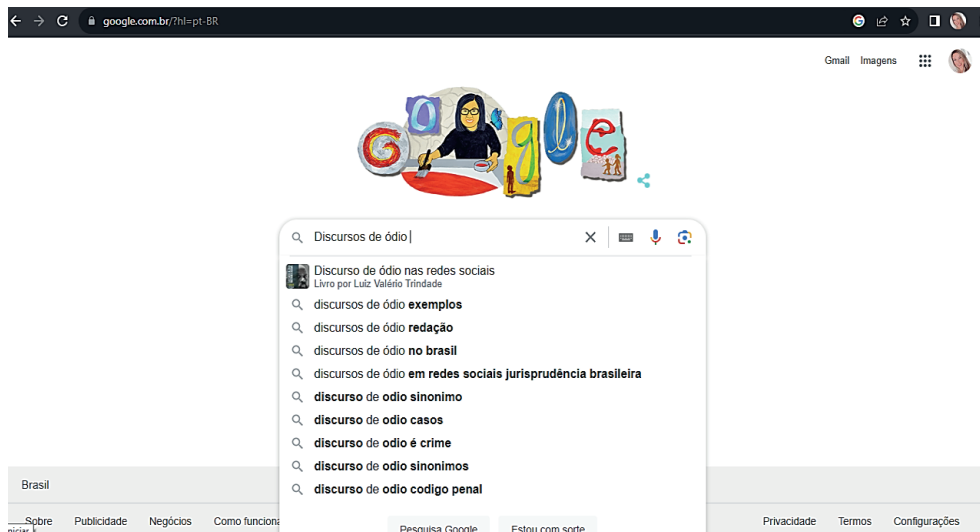 google.com.br/?hl=pt-BR
Gmail Imagens
Google
Discursos de ódio
Discurso de ódio nas redes sociais
Livro por Luiz Valério Trindade
discursos de ódio exemplos
discursos de ódio redação
discursos de ódio no brasil
discursos de ódio em redes sociais jurisprudência brasileira
discurso de odio sinonimo
discurso de odio casos
discurso de odio é crime
discurso de odio sinonimos
discurso de odio codigo penal
Pesquisa Google Estou com sorte
Brasil
Sobre Publicidade Negócios Como funciona Privacidade Termos Configurações